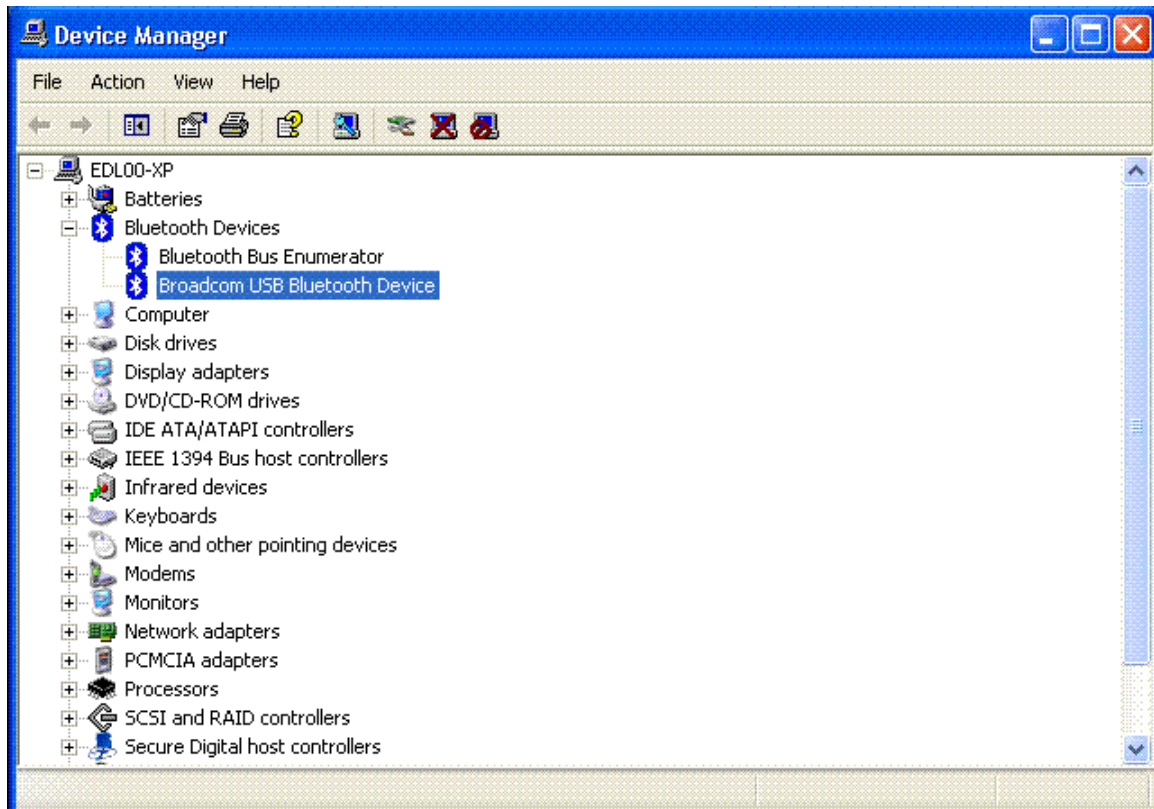 Device Manager
File Action View Help
EDL00-XP
Batteries
Bluetooth Devices
Bluetooth Bus Enumerator
Broadcom USB Bluetooth Device
Computer
Disk drives
Display adapters
DVD/CD-ROM drives
IDE ATA/ATAPI controllers
IEEE 1394 Bus host controllers
Infrared devices
Keyboards
Mice and other pointing devices
Modems
Monitors
Network adapters
PCMCIA adapters
Processors
SCSI and RAID controllers
Secure Digital host controllers